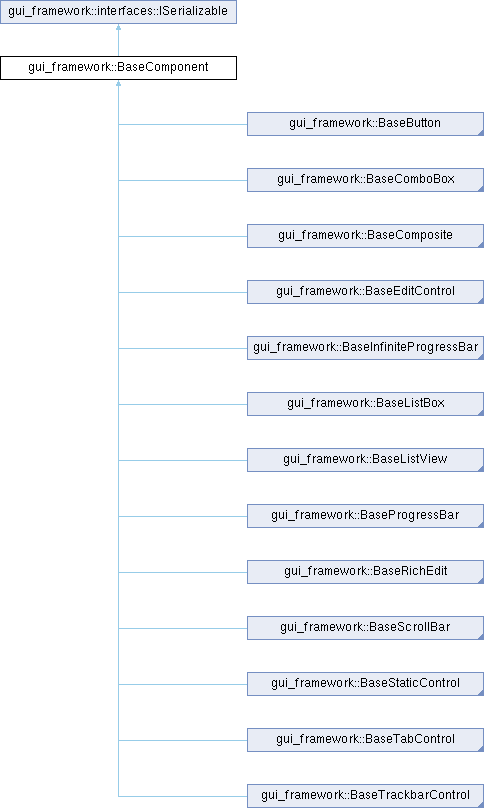 gui_framework::interfaces::ISerializable
gui_framework::BaseComponent
gui_framework::BaseButton
gui_framework::BaseComboBox
gui_framework::BaseComposite
gui_framework::BaseEditControl
gui_framework::BaseInfiniteProgressBar
gui_framework::BaseListBox
gui_framework::BaseListView
gui_framework::BaseProgressBar
gui_framework::BaseRichEdit
gui_framework::BaseScrollBar
gui_framework::BaseStaticControl
gui_framework::BaseTabControl
gui_framework::BaseTrackbarControl